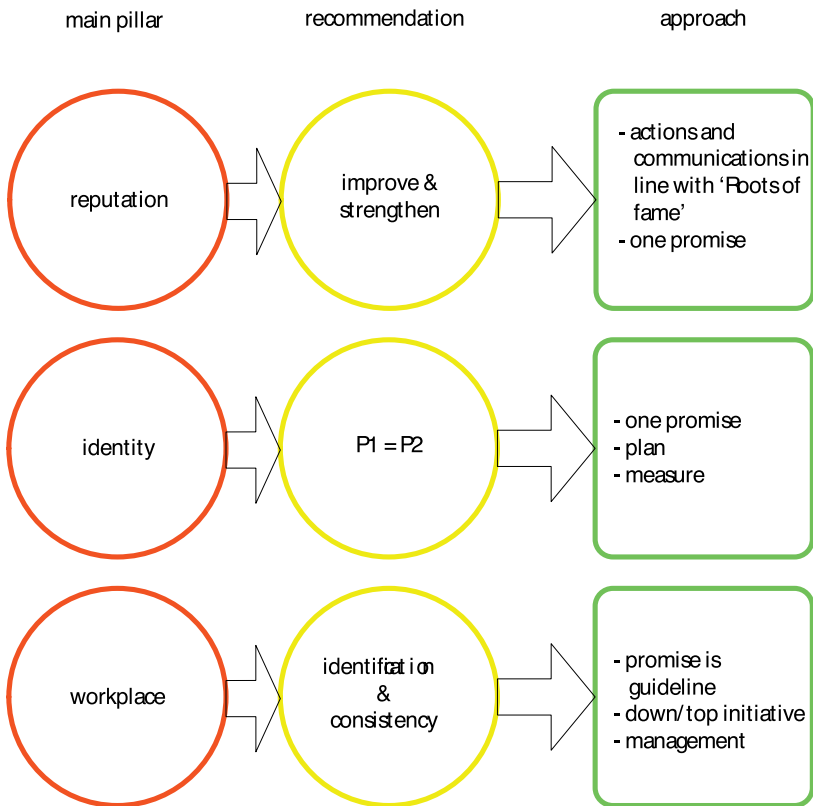 main pillar recommendation approach
reputation
improve &
strengthen
- actions and
communications in
line with ‘Roots of
fame’
- one promise
identity
P1 = P2
- one promise
- plan
- measure
workplace
identification
&
consistency
- promise is
guideline
- down/top initiative
- management